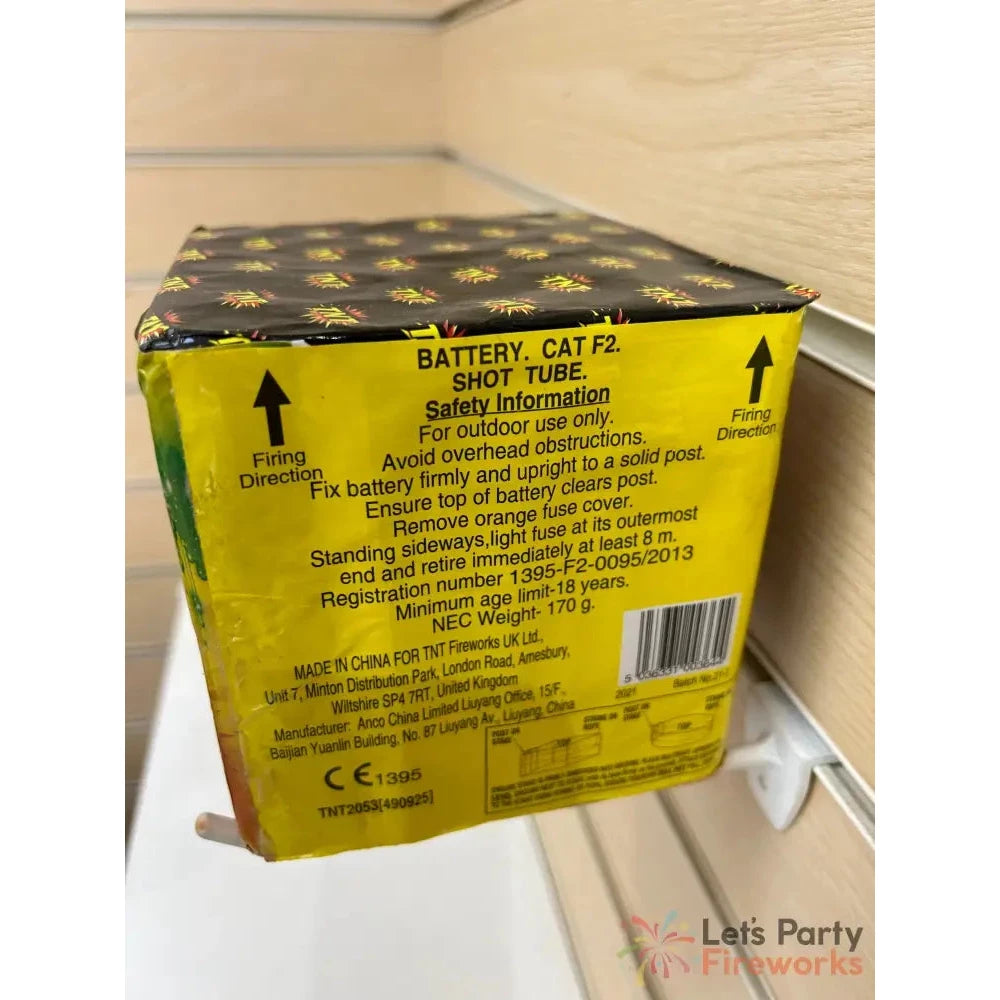 BATTERY. CAT F2.
SHOT TUBE.
Safety Information
For outdoor use only.
Avoid overhead obstructions.
Fix battery firmly and upright to a solid post.
Ensure top of battery clears post.
Remove orange fuse cover.
Standing sideways,light fuse at its outermost
end and retire immediately at least 8 m.
Registration number 1395-F2-0095/2013
Minimum age limit-18 years.
NEC Weight- 170 g.
Firing
Direction
Firing
Direction
MADE IN CHINA FOR TNT Fireworks UK Ltd.,
Unit 7, Minton Distribution Park, London Road, Amesbury,
Wiltshire SP4 7RT, United Kingdom
Manufacturer: Anco China Limited Liuyang Office, 15/F.,
Baijian Yuanlin Building, No. 87 Liuyang Av., Liuyang, China
CE 1395
TNT2053[490925]
2021
Batch No.
TNT
Let's Party
Fireworks